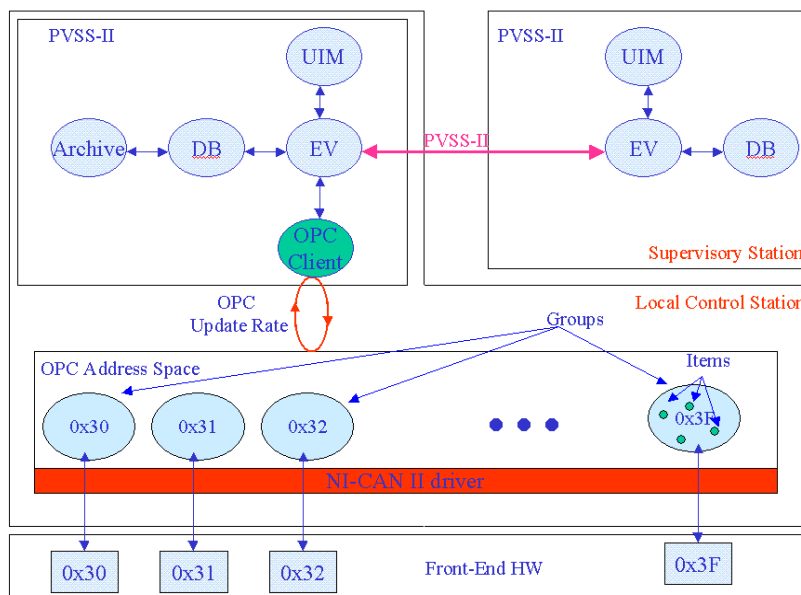 PVSS-II
UIM
Archive
DB
EV
OPC
Client
PVSS-II
PVSS-II
UIM
EV
DB
Supervisory Station
Local Control Station
OPC
Update Rate
Groups
Items
OPC Address Space
0x30
0x31
0x32
0x3F
NI-CAN II driver
0x30
0x31
0x32
Front-End HW
0x3F